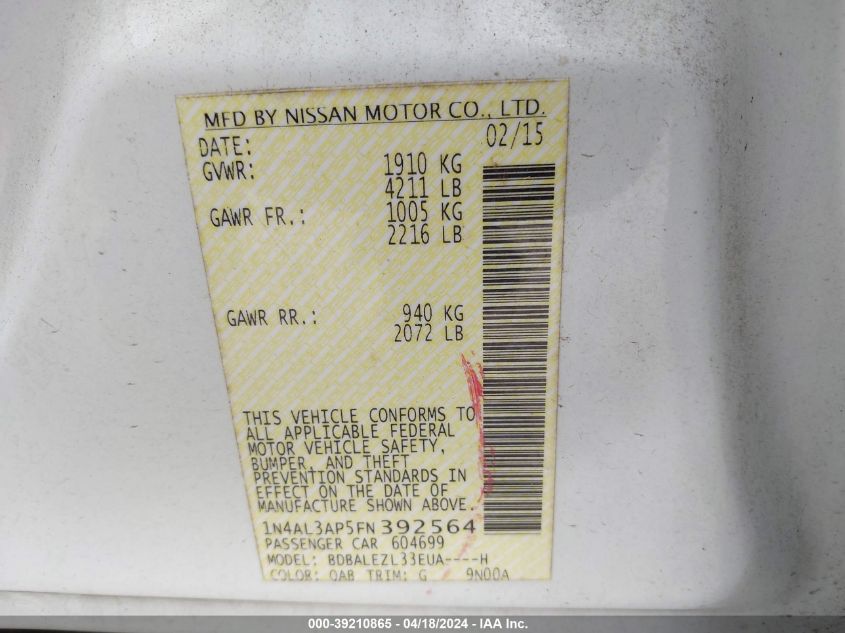 MFD BY NISSAN MOTOR CO., LTD.
DATE: 02/15
GVWR: 1910 KG
4211 LB
GAWR FR.: 1005 KG
2216 LB
GAWR RR.: 940 KG
2072 LB
THIS VEHICLE CONFORMS TO
ALL APPLICABLE FEDERAL
MOTOR VEHICLE SAFETY,
BUMPER, AND THEFT
PREVENTION STANDARDS IN
EFFECT ON THE DATE OF
MANUFACTURE SHOWN ABOVE.
1N4AL3AP5FN392564
PASSENGER CAR 604699
MODEL: BDBALEZL33EUA----H
COLOR: QAB TRIM: G 9N00A
000-39210865 - 04/18/2024 - IAA Inc.